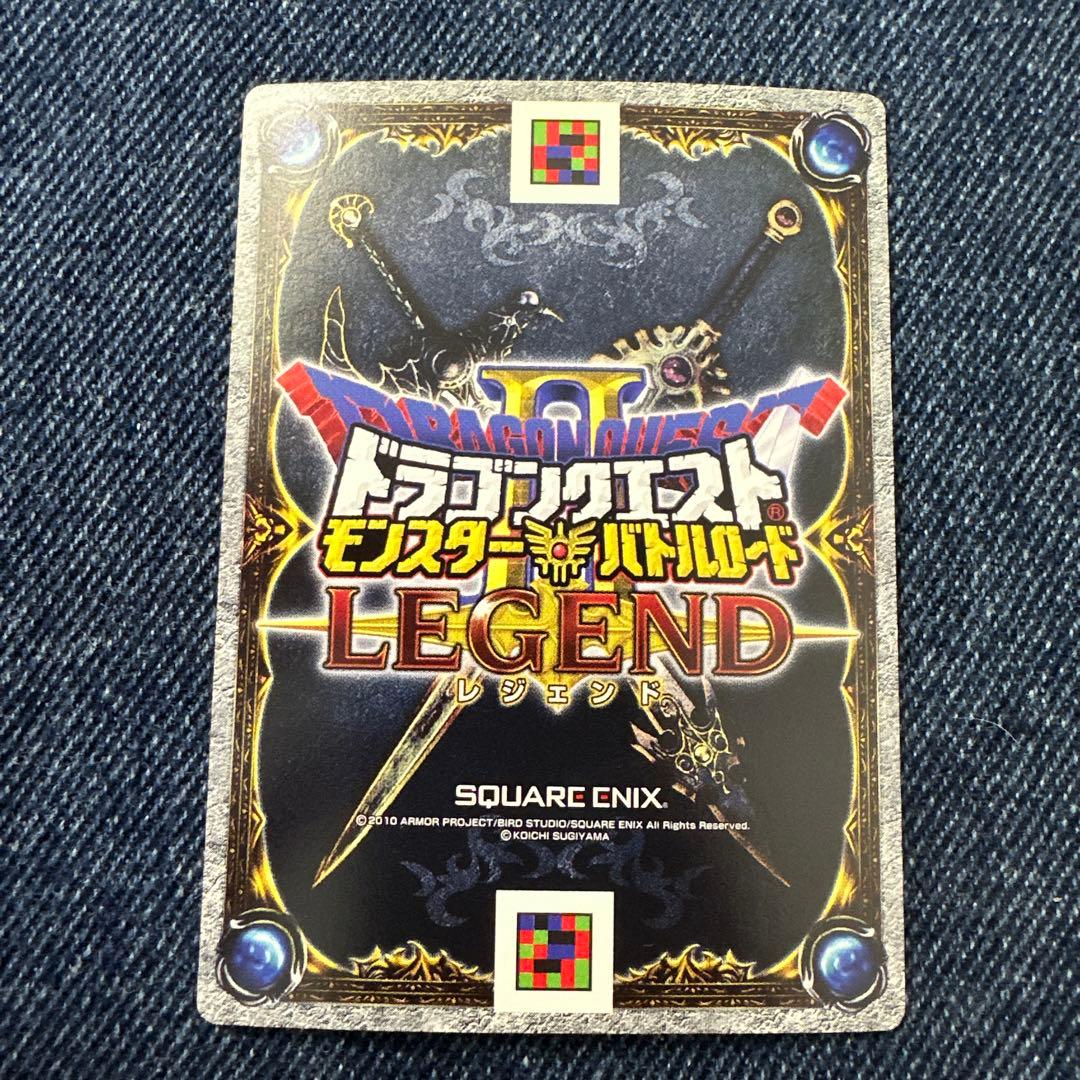 II
DRAGON QUEST
ドラゴンクエスト®
モンスターバトルロード
LEGEND
レジェンド
SQUARE ENIX®
©2010 ARMOR PROJECT/BIRD STUDIO/SQUARE ENIX All Rights Reserved.
©KOICHI SUGIYAMA